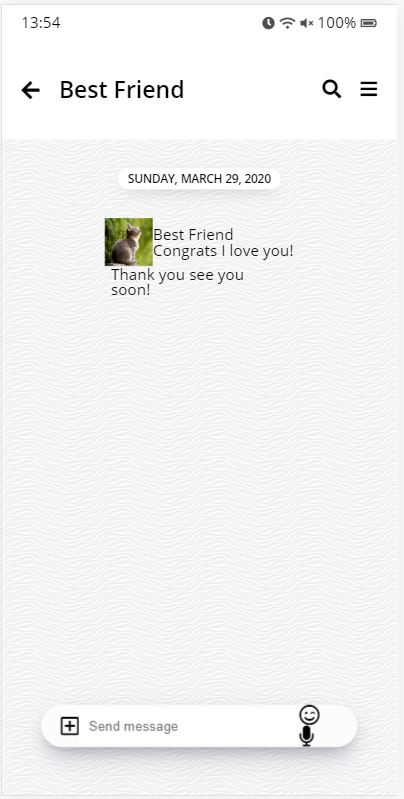 13:54
100%
Best Friend
SUNDAY, MARCH 29, 2020
Best Friend
Congrats I love you!
Thank you see you
soon!
Send message